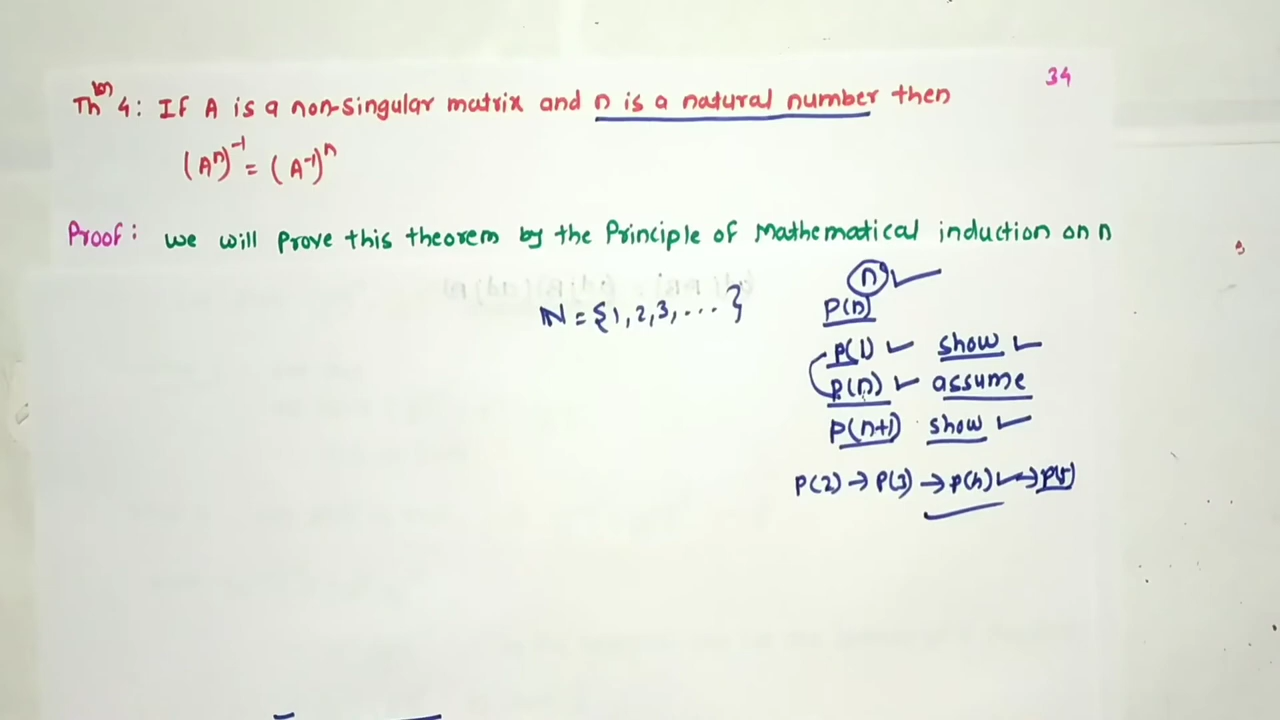 34
Thm 4: If A is a non-singular matrix and n is a natural number then
(Aⁿ)⁻¹ = (A⁻¹)ⁿ
Proof: we will prove this theorem by the Principle of Mathematical induction on n
n
P(n)
N = {1, 2, 3, ... }
P(1) ✓ show ✓
P(n) ✓ assume
P(n+1) show ✓
P(2) → P(3) → P(4) ✓ → P(5)